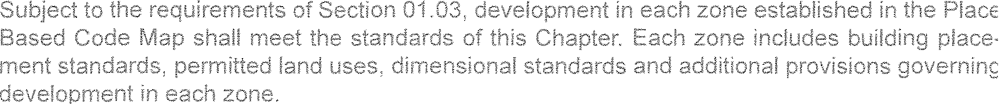 Subject to the requirements of Section 01.03, development in each zone established in the Place
Based Code Map shall meet the standards of this Chapter. Each zone includes building place-
ment standards, permitted land uses, dimensional standards and additional provisions governing
development in each zone.